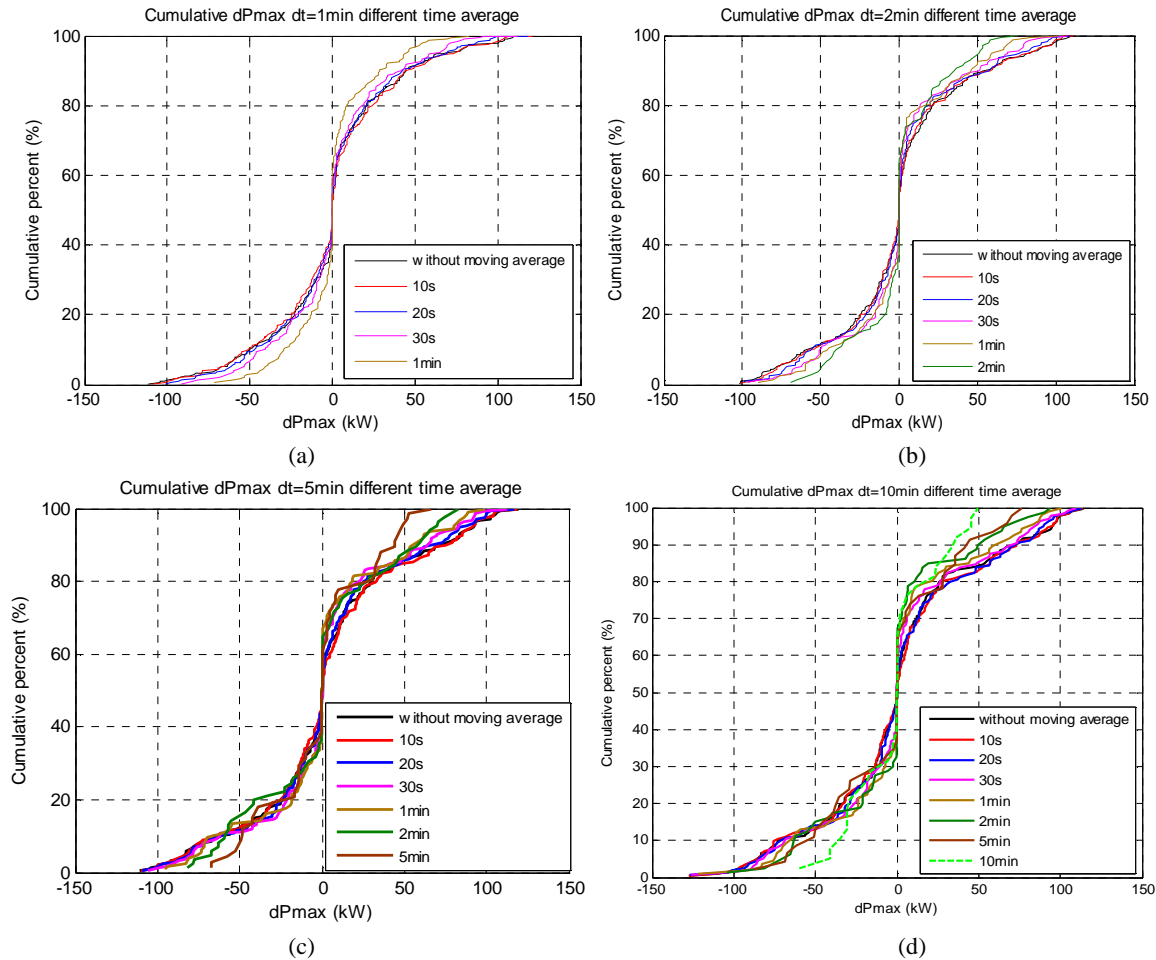 Cumulative dPmax dt=1min different time average
Cumulative percent (%)
100
80
60
40
20
0
-150 -100 -50 0 50 100 150
dPmax (kW)
without moving average
10s
20s
30s
1min
(a)
Cumulative dPmax dt=2min different time average
Cumulative percent (%)
100
80
60
40
20
0
-150 -100 -50 0 50 100 150
dPmax (kW)
without moving average
10s
20s
30s
1min
2min
(b)
Cumulative dPmax dt=5min different time average
Cumulative percent (%)
100
80
60
40
20
0
-150 -100 -50 0 50 100 150
dPmax (kW)
without moving average
10s
20s
30s
1min
2min
5min
(c)
Cumulative dPmax dt=10min different time average
Cumulative percent (%)
100
90
80
70
60
50
40
30
20
10
0
-150 -100 -50 0 50 100 150
dPmax (kW)
without moving average
10s
20s
30s
1min
2min
5min
10min
(d)